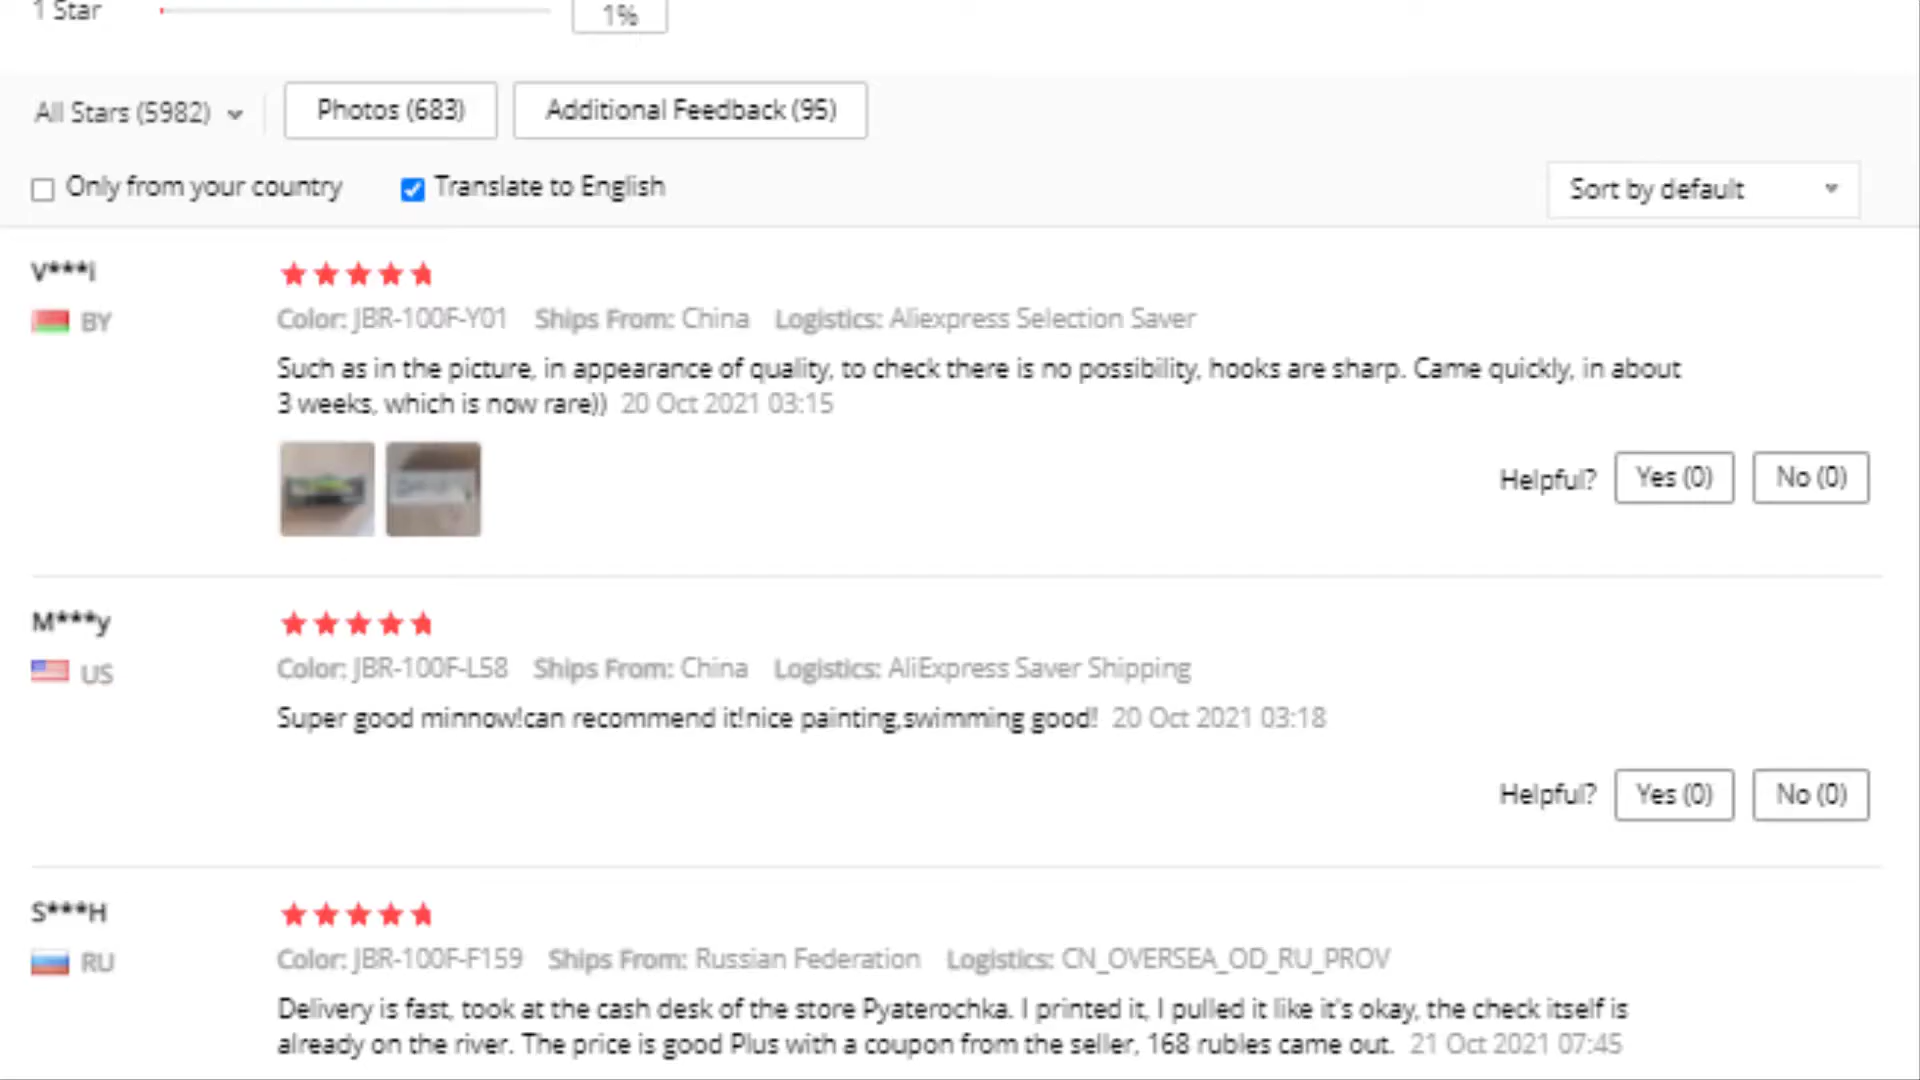 1 Star
1%
All Stars (5982)
Photos (683)
Additional Feedback (95)
Only from your country
Translate to English
Sort by default
V***l
BY
Color: JBR-100F-Y01 Ships From: China Logistics: Aliexpress Selection Saver
Such as in the picture, in appearance of quality, to check there is no possibility, hooks are sharp. Came quickly, in about
3 weeks, which is now rare)) 20 Oct 2021 03:15
Helpful? Yes (0) No (0)
M***y
US
Color: JBR-100F-L58 Ships From: China Logistics: AliExpress Saver Shipping
Super good minnow!can recommend it!nice painting,swimming good! 20 Oct 2021 03:18
Helpful? Yes (0) No (0)
S***H
RU
Color: JBR-100F-F159 Ships From: Russian Federation Logistics: CN_OVERSEA_OD_RU_PROV
Delivery is fast, took at the cash desk of the store Pyaterochka. I printed it, I pulled it like it's okay, the check itself is
already on the river. The price is good Plus with a coupon from the seller, 168 rubles came out. 21 Oct 2021 07:45